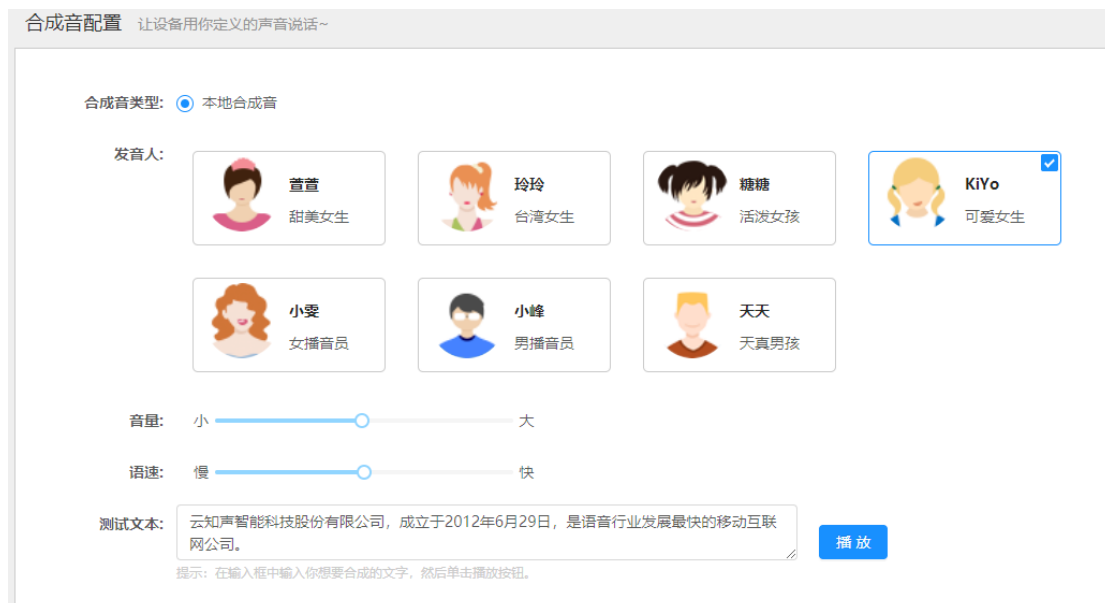 合成音配置 让设备用你定义的声音说话~
合成音类型: 本地合成音
发音人:
萱萱 玲玲 糖糖 KiYo
甜美女生 台湾女生 活泼女孩 可爱女生
小雯 小峰 天天
女播音员 男播音员 天真男孩
音量: 小 大
语速: 慢 快
测试文本: 云知声智能科技股份有限公司，成立于2012年6月29日，是语音行业发展最快的移动互联
网公司。
播 放
提示：在输入框中输入你想要合成的文字，然后单击播放按钮。